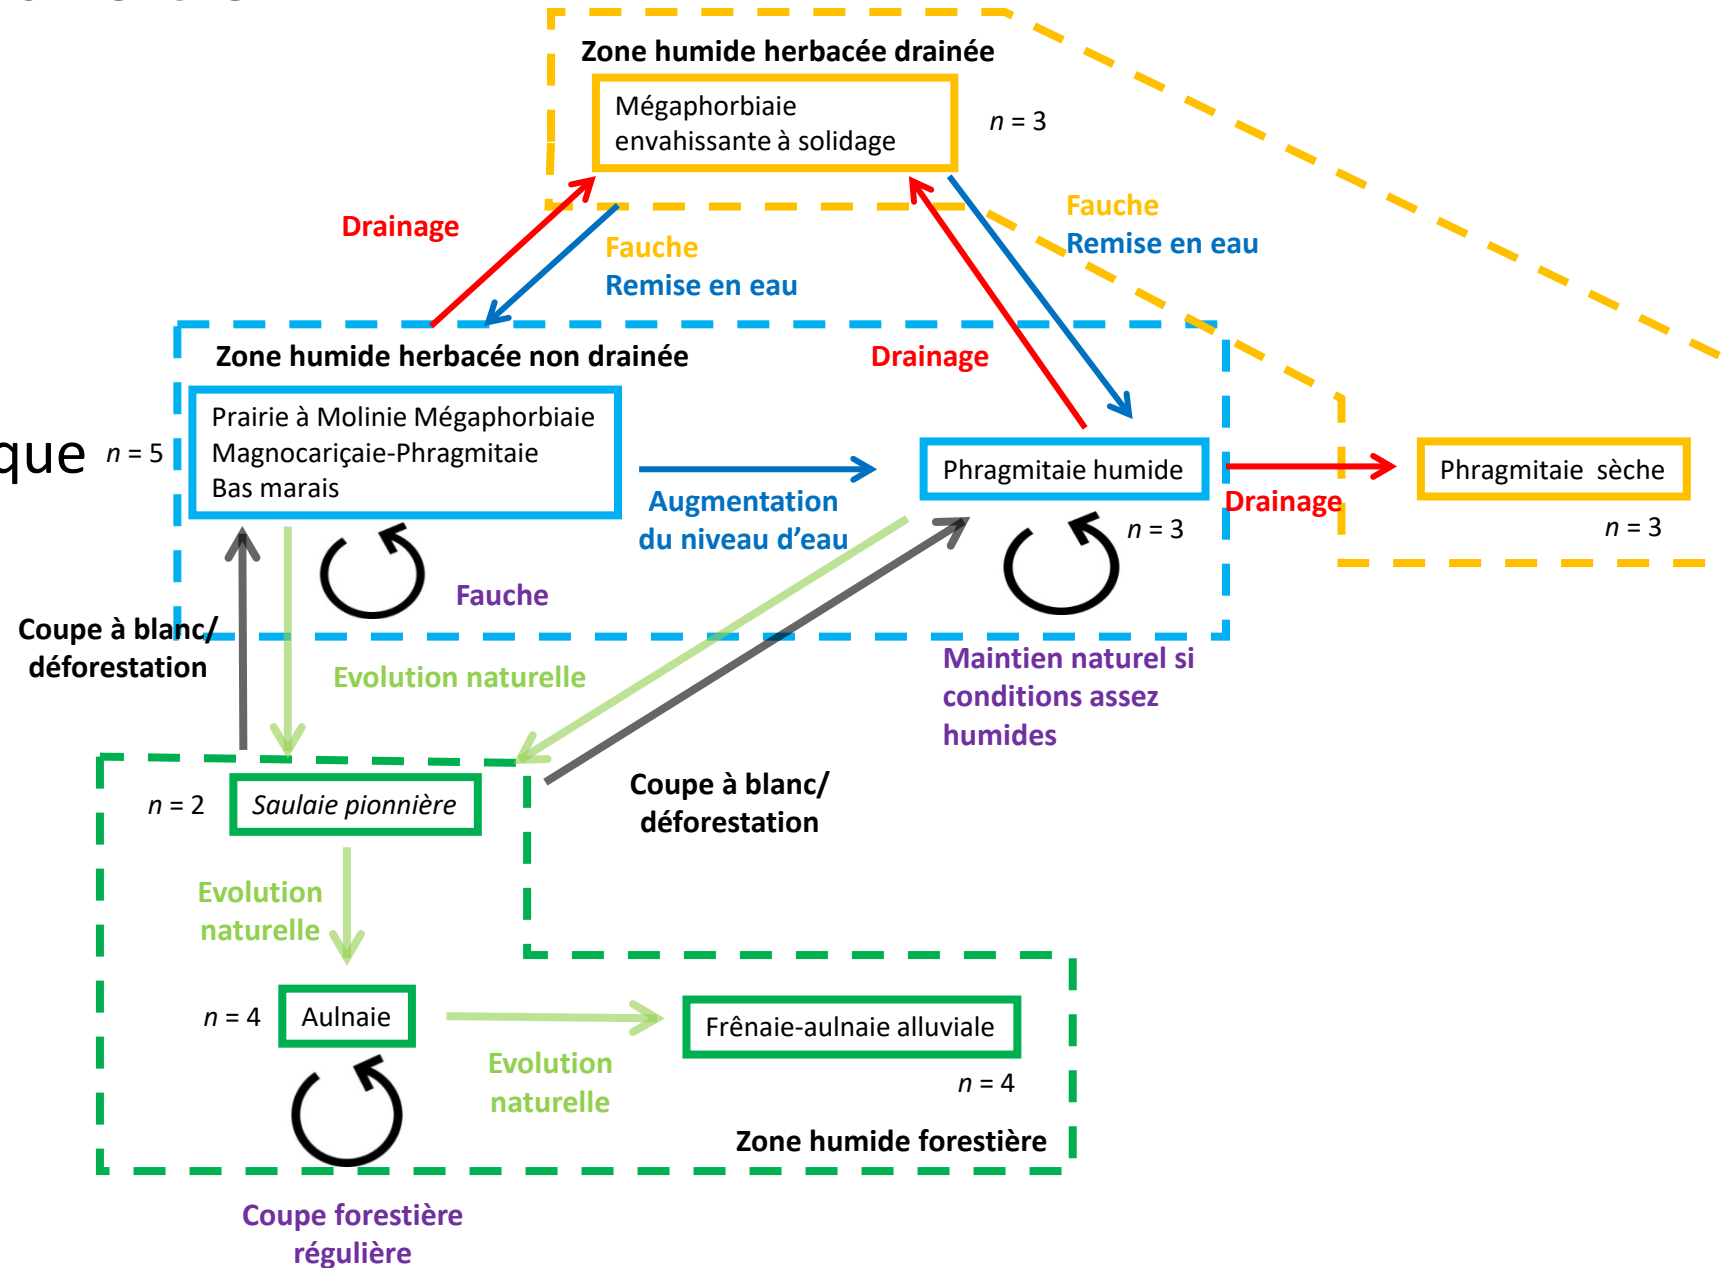 Zone humide herbacée drainée
Mégaphorbiaie
envahissante à solidage
n = 3
Drainage
Fauche
Remise en eau
Fauche
Remise en eau
Zone humide herbacée non drainée
Drainage
que
n = 5
Prairie à Molinie Mégaphorbiaie
Magnocariçaie-Phragmitaie
Bas marais
Augmentation
du niveau d’eau
Phragmitaie humide
n = 3
Drainage
Phragmitaie sèche
n = 3
Fauche
Coupe à blanc/
déforestation
Evolution naturelle
Maintien naturel si
conditions assez
humides
Coupe à blanc/
déforestation
n = 2
Saulaie pionnière
Evolution
naturelle
n = 4
Aulnaie
Evolution
naturelle
Frênaie-aulnaie alluviale
n = 4
Zone humide forestière
Coupe forestière
régulière